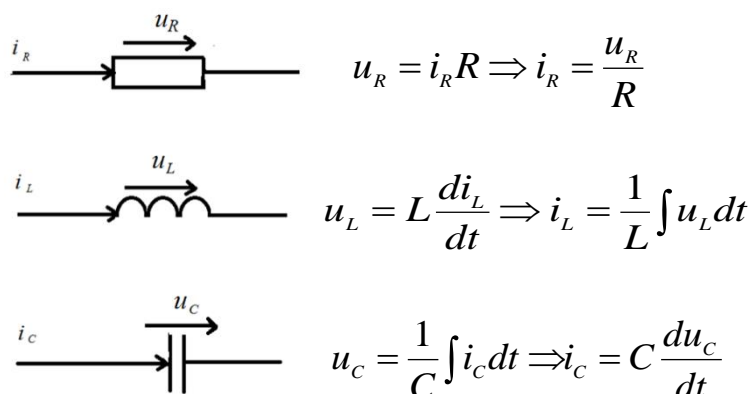 u_R
i_R
u_R = i_R R ⇒ i_R = u_R / R
u_L
i_L
u_L = L di_L / dt ⇒ i_L = 1 / L ∫ u_L dt
u_C
i_C
u_C = 1 / C ∫ i_C dt ⇒ i_C = C du_C / dt